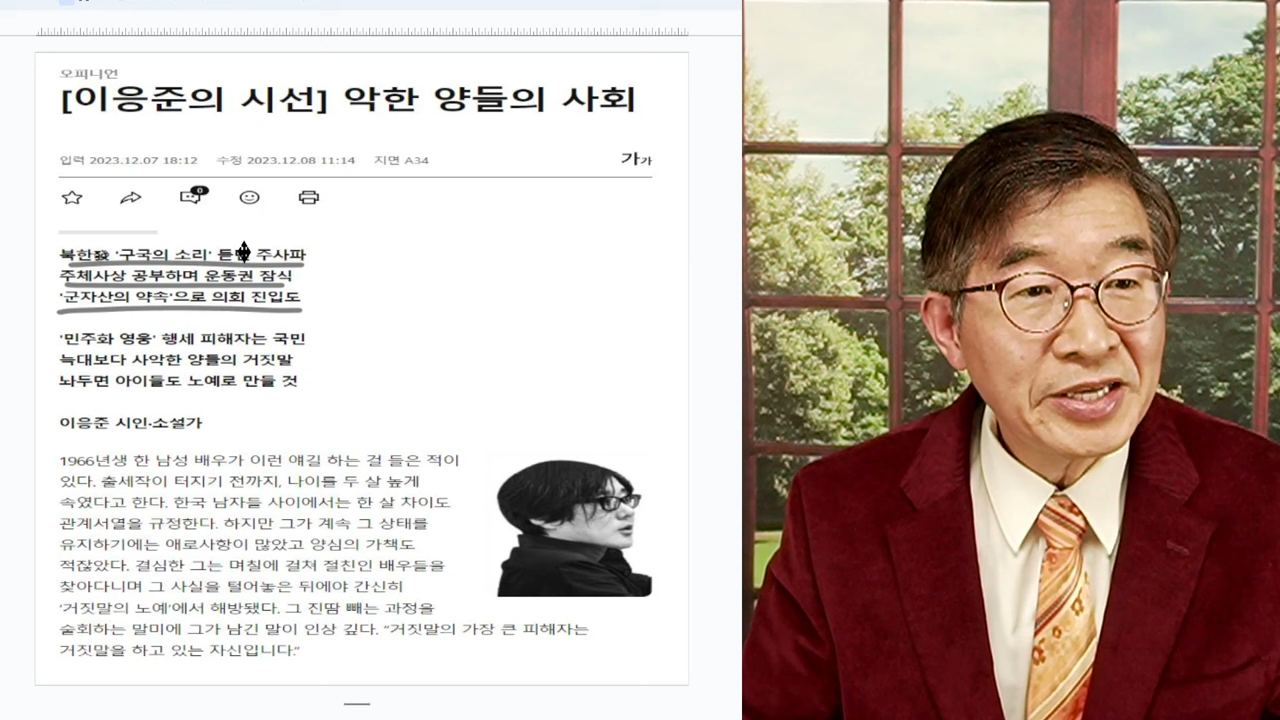 오피니언
[이응준의 시선] 악한 양들의 사회
입력 2023.12.07 18:12 수정 2023.12.08 11:14 지면 A34
가가
0
북한發 '구국의 소리' 듣던 주사파
주체사상 공부하며 운동권 잠식
'군자산의 약속'으로 의회 진입도
'민주화 영웅' 행세 피해자는 국민
늑대보다 사악한 양들의 거짓말
놔두면 아이들도 노예로 만들 것
이응준 시인·소설가
1966년생 한 남성 배우가 이런 얘길 하는 걸 들은 적이
있다. 출세작이 터지기 전까지, 나이를 두 살 높게
속였다고 한다. 한국 남자들 사이에서는 한 살 차이도
관계서열을 규정한다. 하지만 그가 계속 그 상태를
유지하기에는 애로사항이 많았고 양심의 가책도
적잖았다. 결심한 그는 며칠에 걸쳐 절친인 배우들을
찾아다니며 그 사실을 털어놓은 뒤에야 간신히
'거짓말의 노예'에서 해방됐다. 그 진땀 빼는 과정을
술회하는 말미에 그가 남긴 말이 인상 깊다. "거짓말의 가장 큰 피해자는
거짓말을 하고 있는 자신입니다."